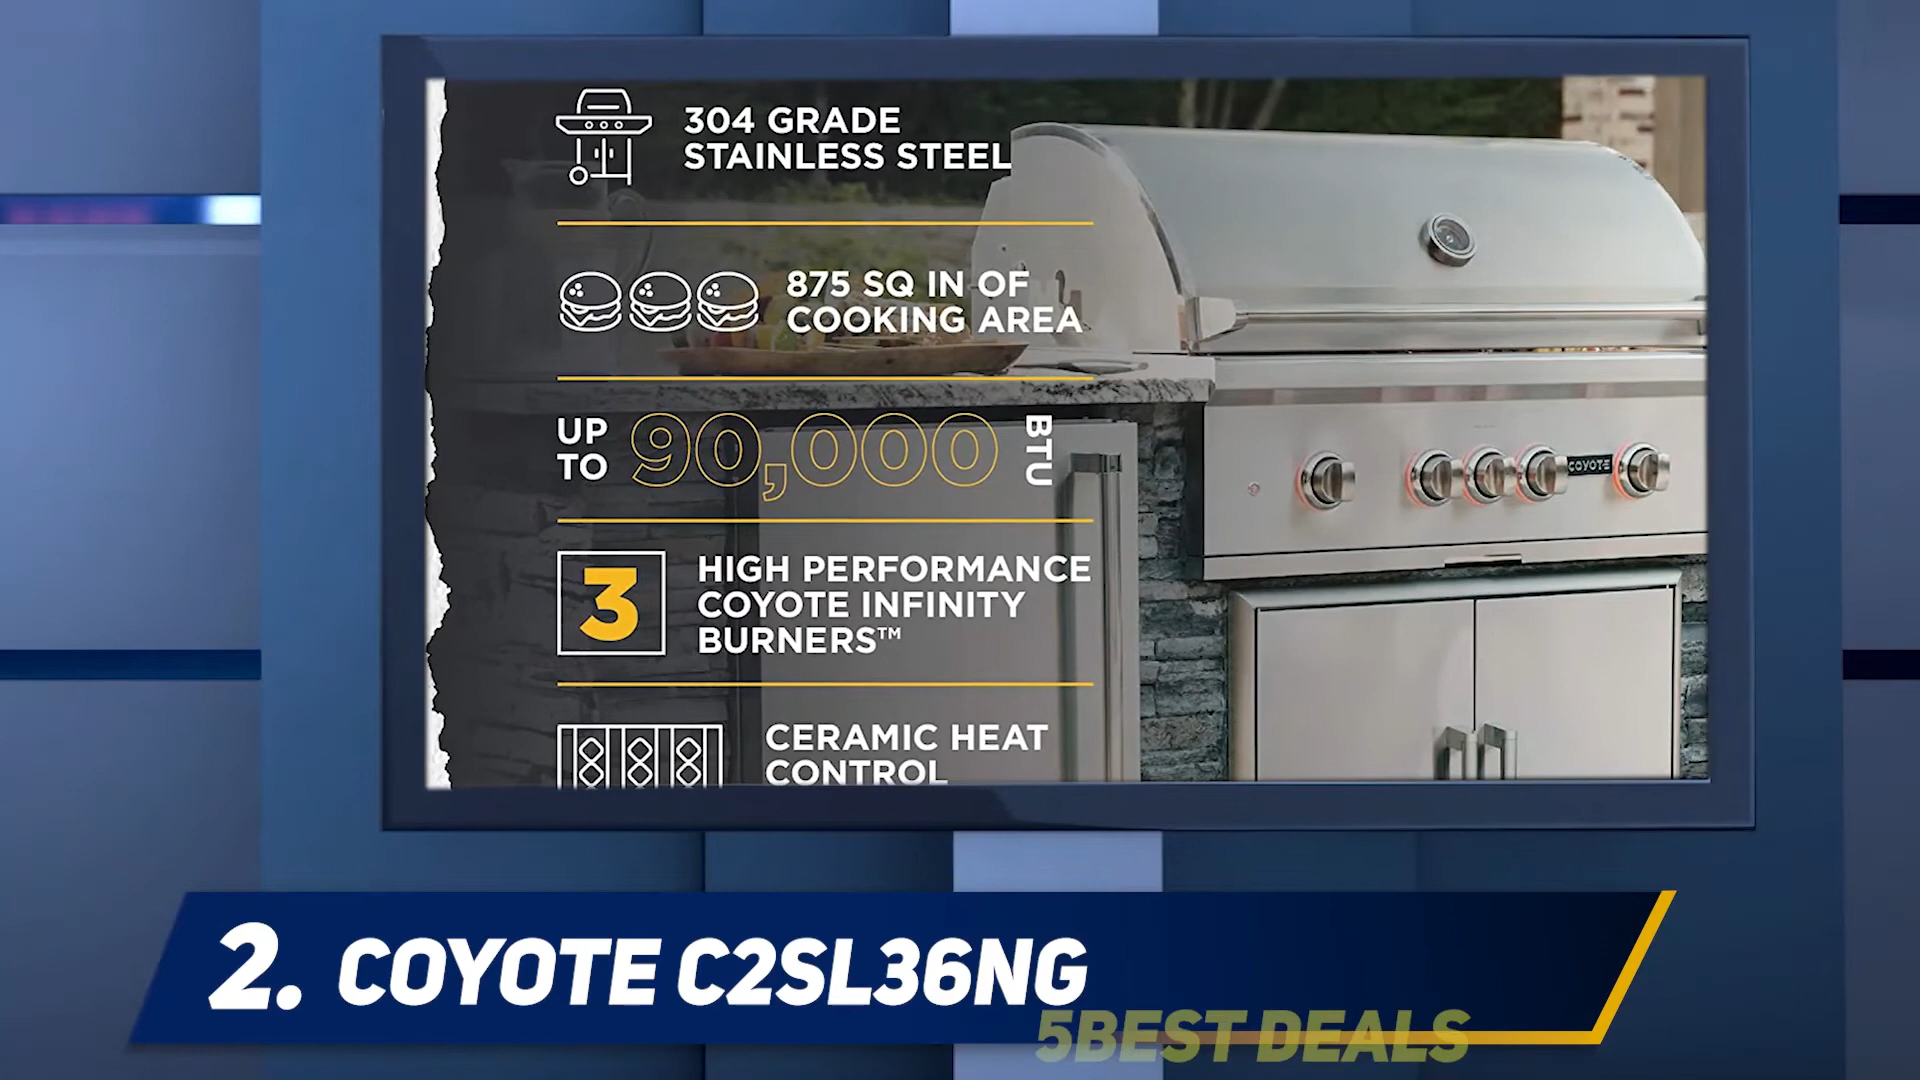 304 GRADE
STAINLESS STEEL
875 SQ IN OF
COOKING AREA
UP
TO
90,000
BTU
3
HIGH PERFORMANCE
COYOTE INFINITY
BURNERS™
CERAMIC HEAT
CONTROL
COYOTE
2. COYOTE C2SL36NG
5BEST DEALS